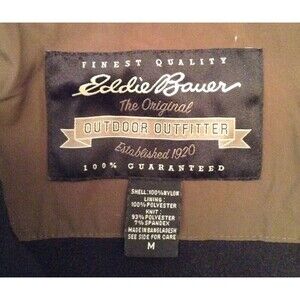 FINEST QUALITY
Eddie Bauer
The Original
OUTDOOR OUTFITTER
Established 1920
100% GUARANTEED
SHELL: 100% NYLON
LINING:
100% POLYESTER
KNIT:
93% POLYESTER
7% SPANDEX
MADE IN BANGLADESH
SEE SIDE FOR CARE
M